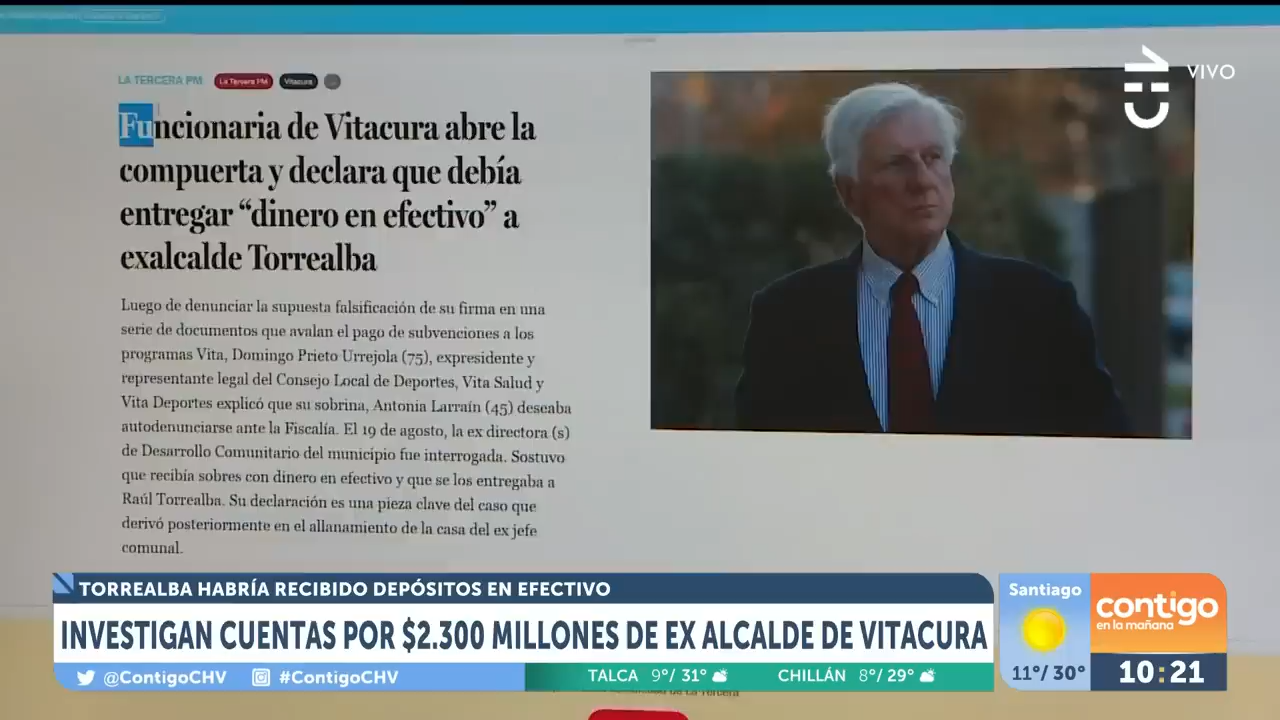 VIVO
LA TERCERA PM
La Tercera PM
Vitacura
Funcionaria de Vitacura abre la
compuerta y declara que debía
entregar “dinero en efectivo” a
exalcalde Torrealba
Luego de denunciar la supuesta falsificación de su firma en una
serie de documentos que avalan el pago de subvenciones a los
programas Vita, Domingo Prieto Urrejola (75), expresidente y
representante legal del Consejo Local de Deportes, Vita Salud y
Vita Deportes explicó que su sobrina, Antonia Larraín (45) deseaba
autodenunciarse ante la Fiscalía. El 19 de agosto, la ex directora (s)
de Desarrollo Comunitario del municipio fue interrogada. Sostuvo
que recibía sobres con dinero en efectivo y que se los entregaba a
Raúl Torrealba. Su declaración es una pieza clave del caso que
derivó posteriormente en el allanamiento de la casa del ex jefe
comunal.
TORREALBA HABRÍA RECIBIDO DEPÓSITOS EN EFECTIVO
INVESTIGAN CUENTAS POR $2.300 MILLONES DE EX ALCALDE DE VITACURA
@ContigoCHV #ContigoCHV
TALCA 9°/ 31° CHILLÁN 8°/ 29°
Santiago
11°/ 30°
contigo
en la mañana
10:21
de La Tercera